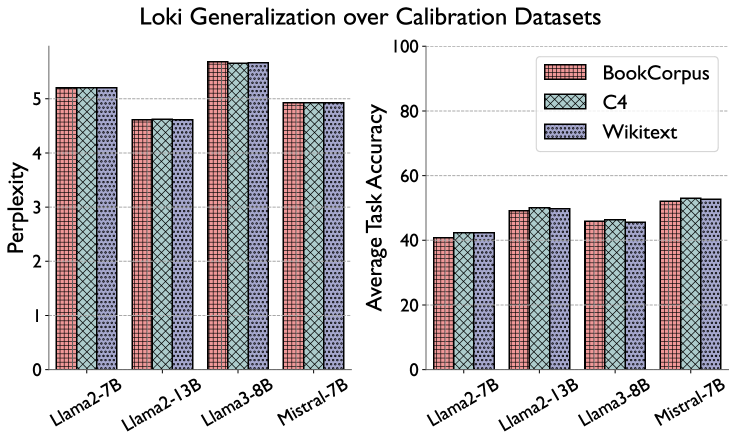 Loki Generalization over Calibration Datasets
Perplexity
5
4
3
2
1
0
Llama2-7B
Llama2-13B
Llama3-8B
Mistral-7B
Average Task Accuracy
100
80
60
40
20
0
BookCorpus
C4
Wikitext
Llama2-7B
Llama2-13B
Llama3-8B
Mistral-7B